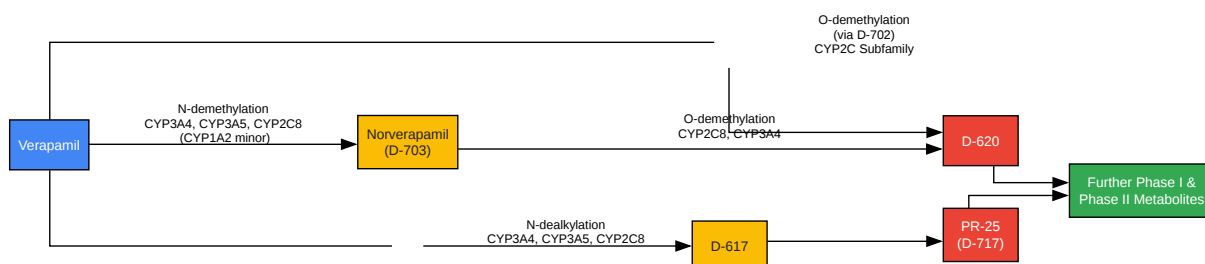 O-demethylation
(via D-702)
CYP2C Subfamily
N-demethylation
CYP3A4, CYP3A5, CYP2C8
(CYP1A2 minor)
O-demethylation
CYP2C8, CYP3A4
Verapamil
Norverapamil
(D-703)
D-620
Further Phase I &
Phase II Metabolites
N-dealkylation
CYP3A4, CYP3A5, CYP2C8
D-617
PR-25
(D-717)